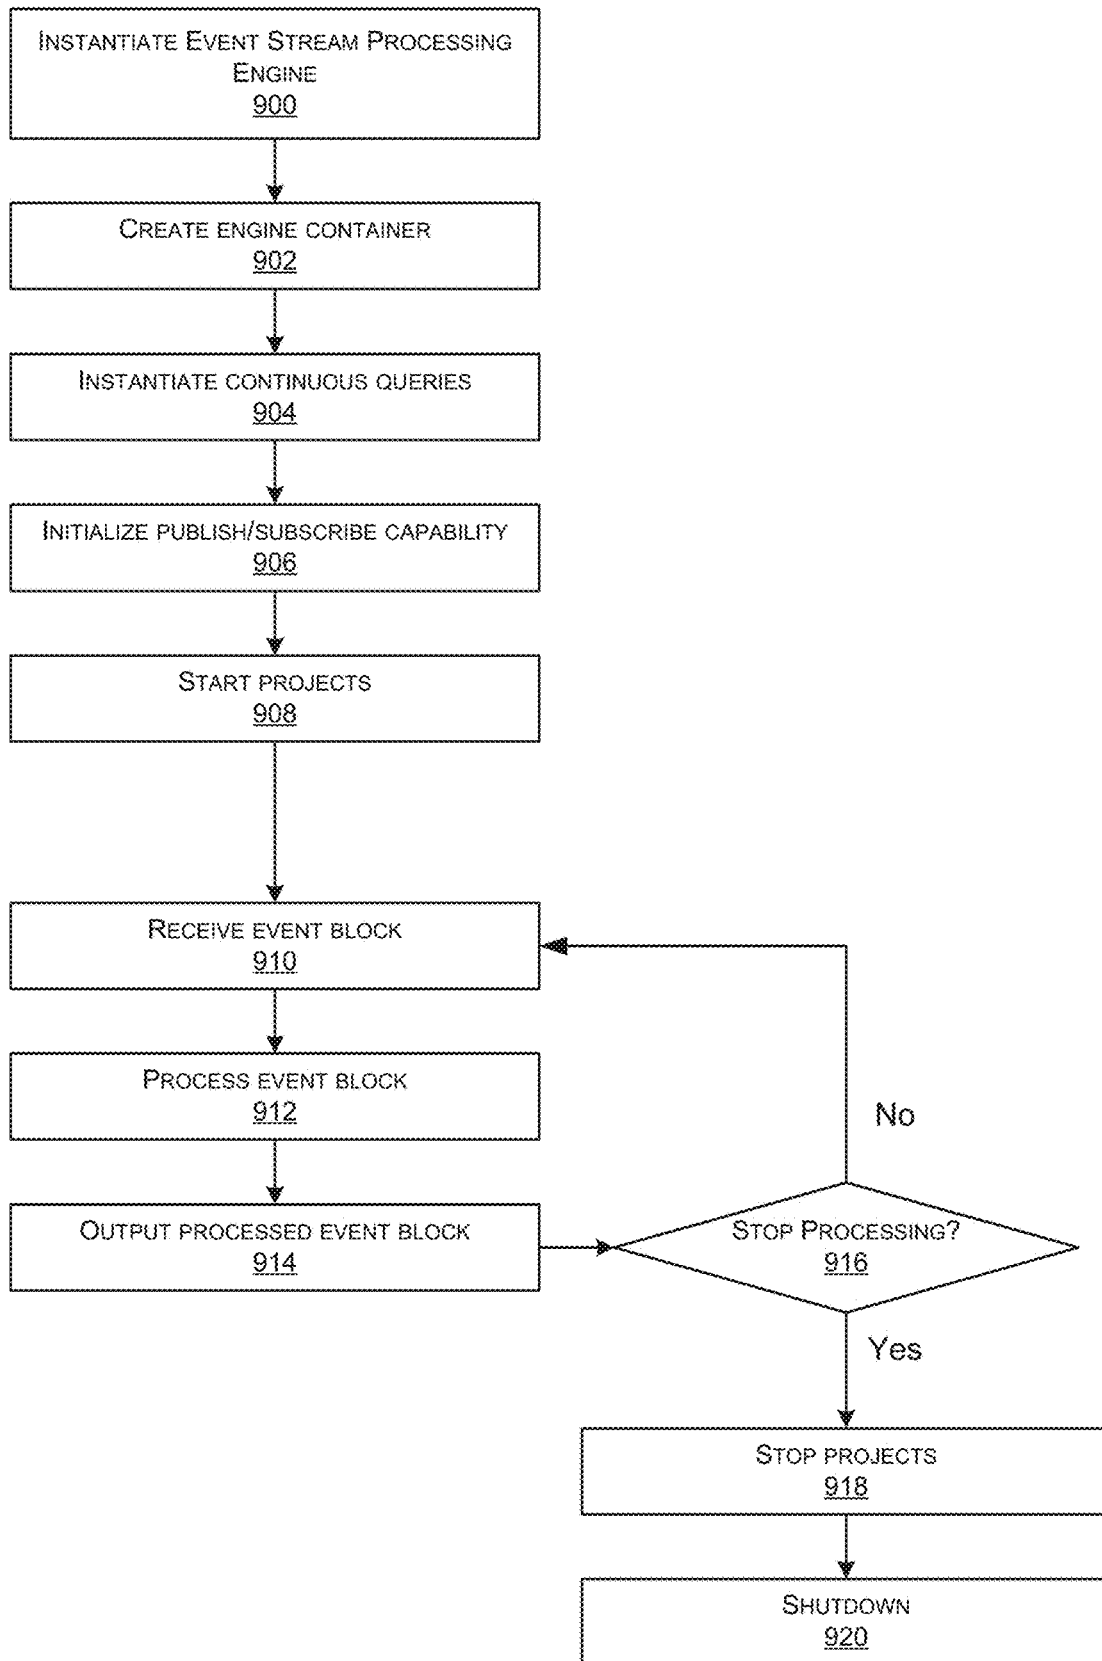 INSTANTIATE EVENT STREAM PROCESSING
ENGINE
900
CREATE ENGINE CONTAINER
902
INSTANTIATE CONTINUOUS QUERIES
904
INITIALIZE PUBLISH/SUBSCRIBE CAPABILITY
906
START PROJECTS
908
RECEIVE EVENT BLOCK
910
PROCESS EVENT BLOCK
912
No
OUTPUT PROCESSED EVENT BLOCK
914
STOP PROCESSING?
916
Yes
STOP PROJECTS
918
SHUTDOWN
920